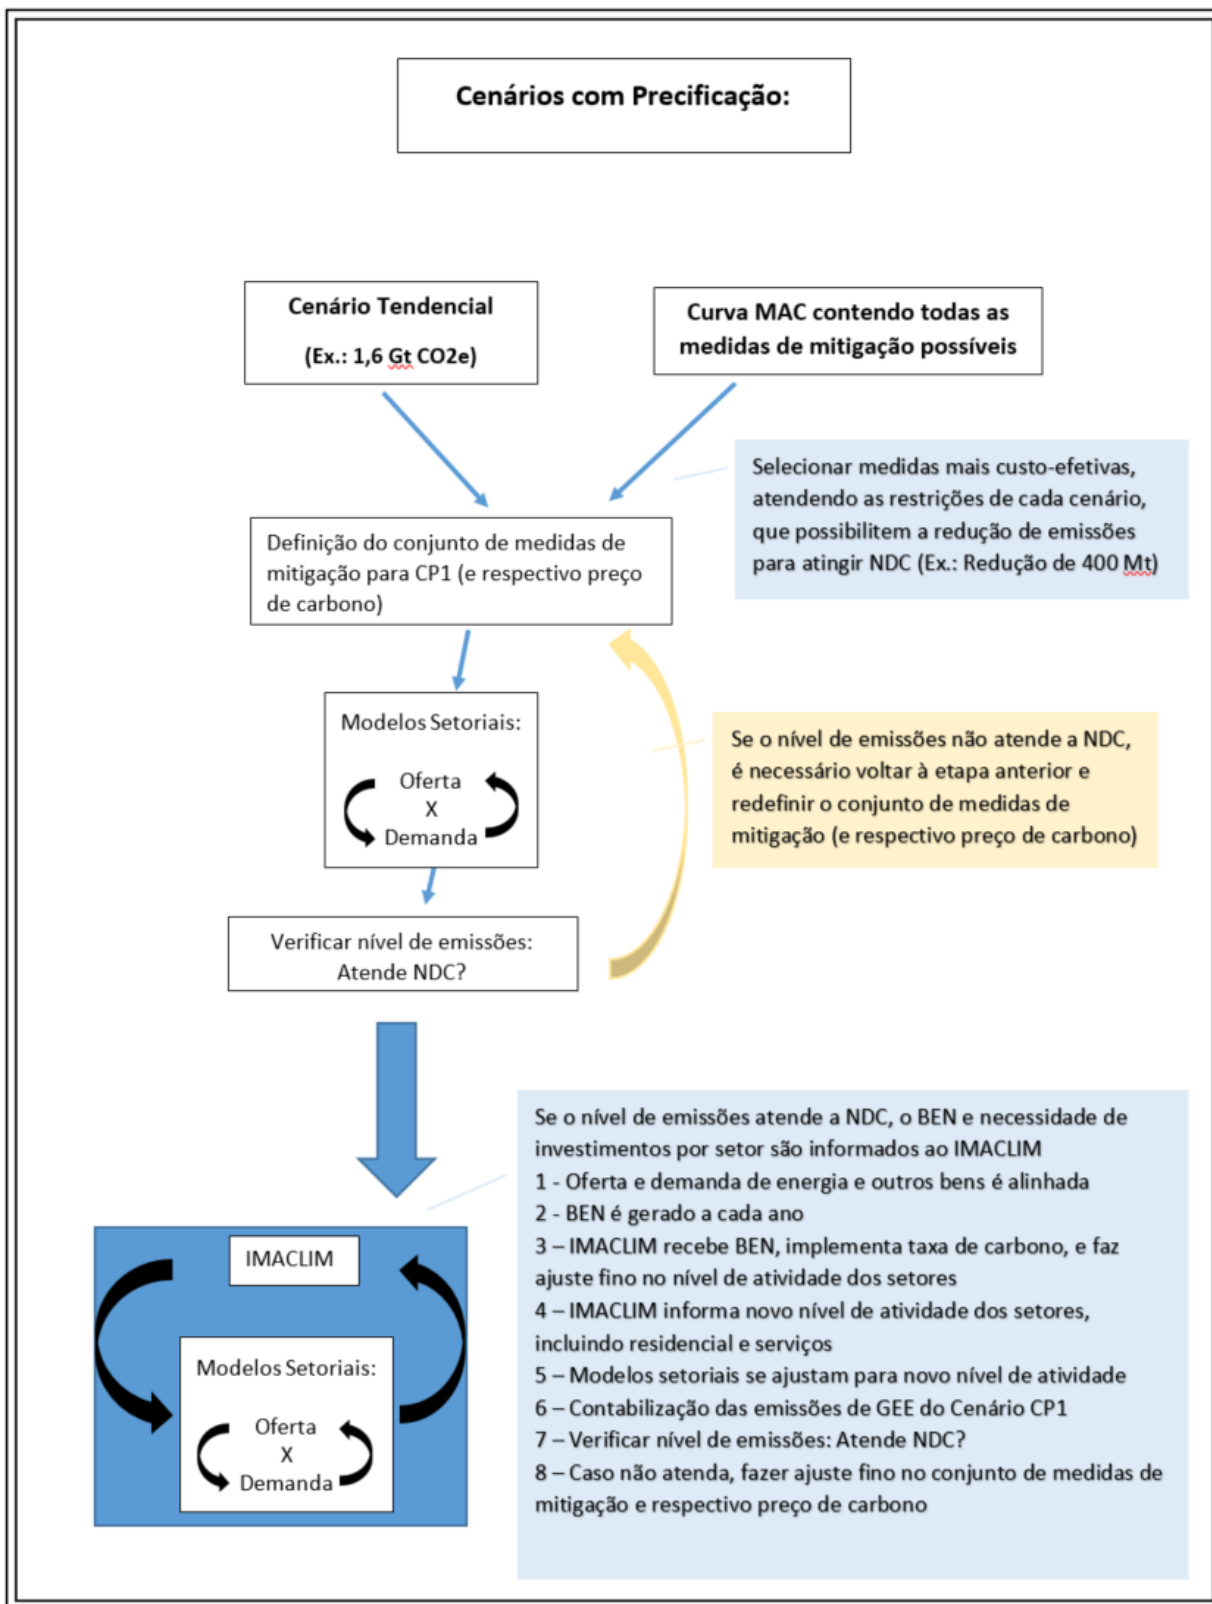 Cenários com Precificação:
Cenário Tendencial
(Ex.: 1,6 Gt CO2e)
Curva MAC contendo todas as
medidas de mitigação possíveis
Selecionar medidas mais custo-efetivas,
atendendo as restrições de cada cenário,
que possibilitem a redução de emissões
para atingir NDC (Ex.: Redução de 400 Mt)
Definição do conjunto de medidas de
mitigação para CP1 (e respectivo preço
de carbono)
Modelos Setoriais:
Oferta
X
Demanda
Se o nível de emissões não atende a NDC,
é necessário voltar à etapa anterior e
redefinir o conjunto de medidas de
mitigação (e respectivo preço de carbono)
Verificar nível de emissões:
Atende NDC?
Se o nível de emissões atende a NDC, o BEN e necessidade de
investimentos por setor são informados ao IMACLIM
1 - Oferta e demanda de energia e outros bens é alinhada
2 - BEN é gerado a cada ano
3 – IMACLIM recebe BEN, implementa taxa de carbono, e faz
ajuste fino no nível de atividade dos setores
4 – IMACLIM informa novo nível de atividade dos setores,
incluindo residencial e serviços
5 – Modelos setoriais se ajustam para novo nível de atividade
6 – Contabilização das emissões de GEE do Cenário CP1
7 – Verificar nível de emissões: Atende NDC?
8 – Caso não atenda, fazer ajuste fino no conjunto de medidas de
mitigação e respectivo preço de carbono
IMACLIM
Modelos Setoriais:
Oferta
X
Demanda